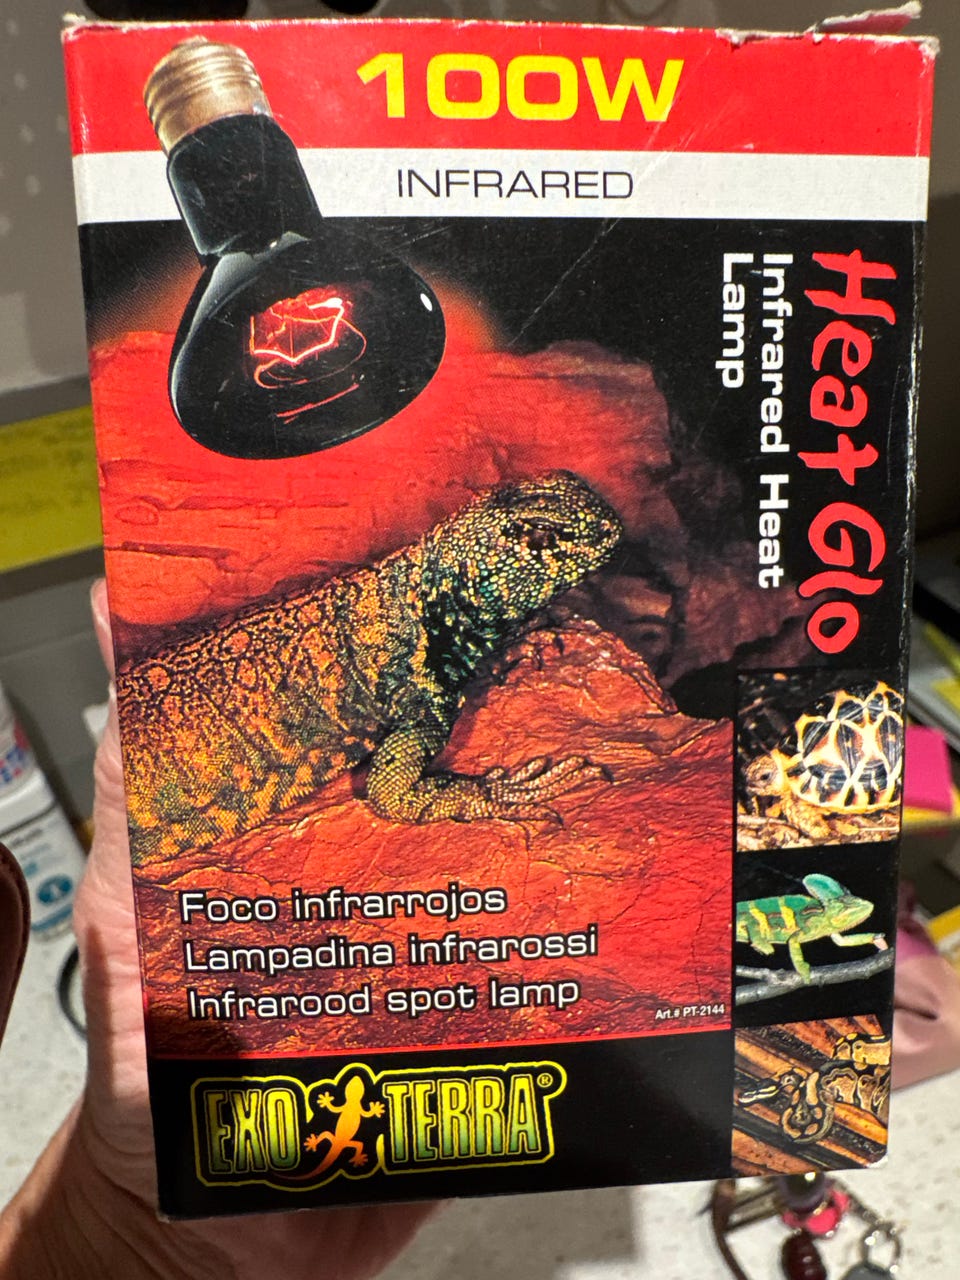 100W
INFRARED
Heat Glo
Infrared Heat
Lamp
Foco infrarrojos
Lampadina infrarossi
Infrarood spot lamp
Art.# PT-2144
EXO TERRA®